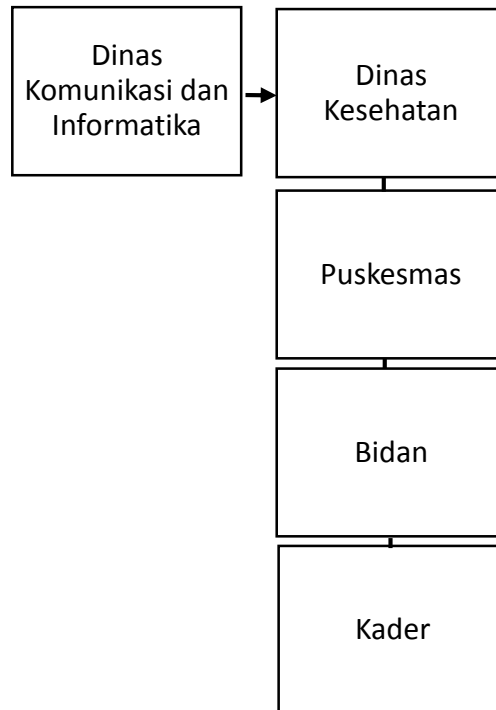 Dinas
Komunikasi dan
Informatika
Dinas
Kesehatan
Puskesmas
Bidan
Kader